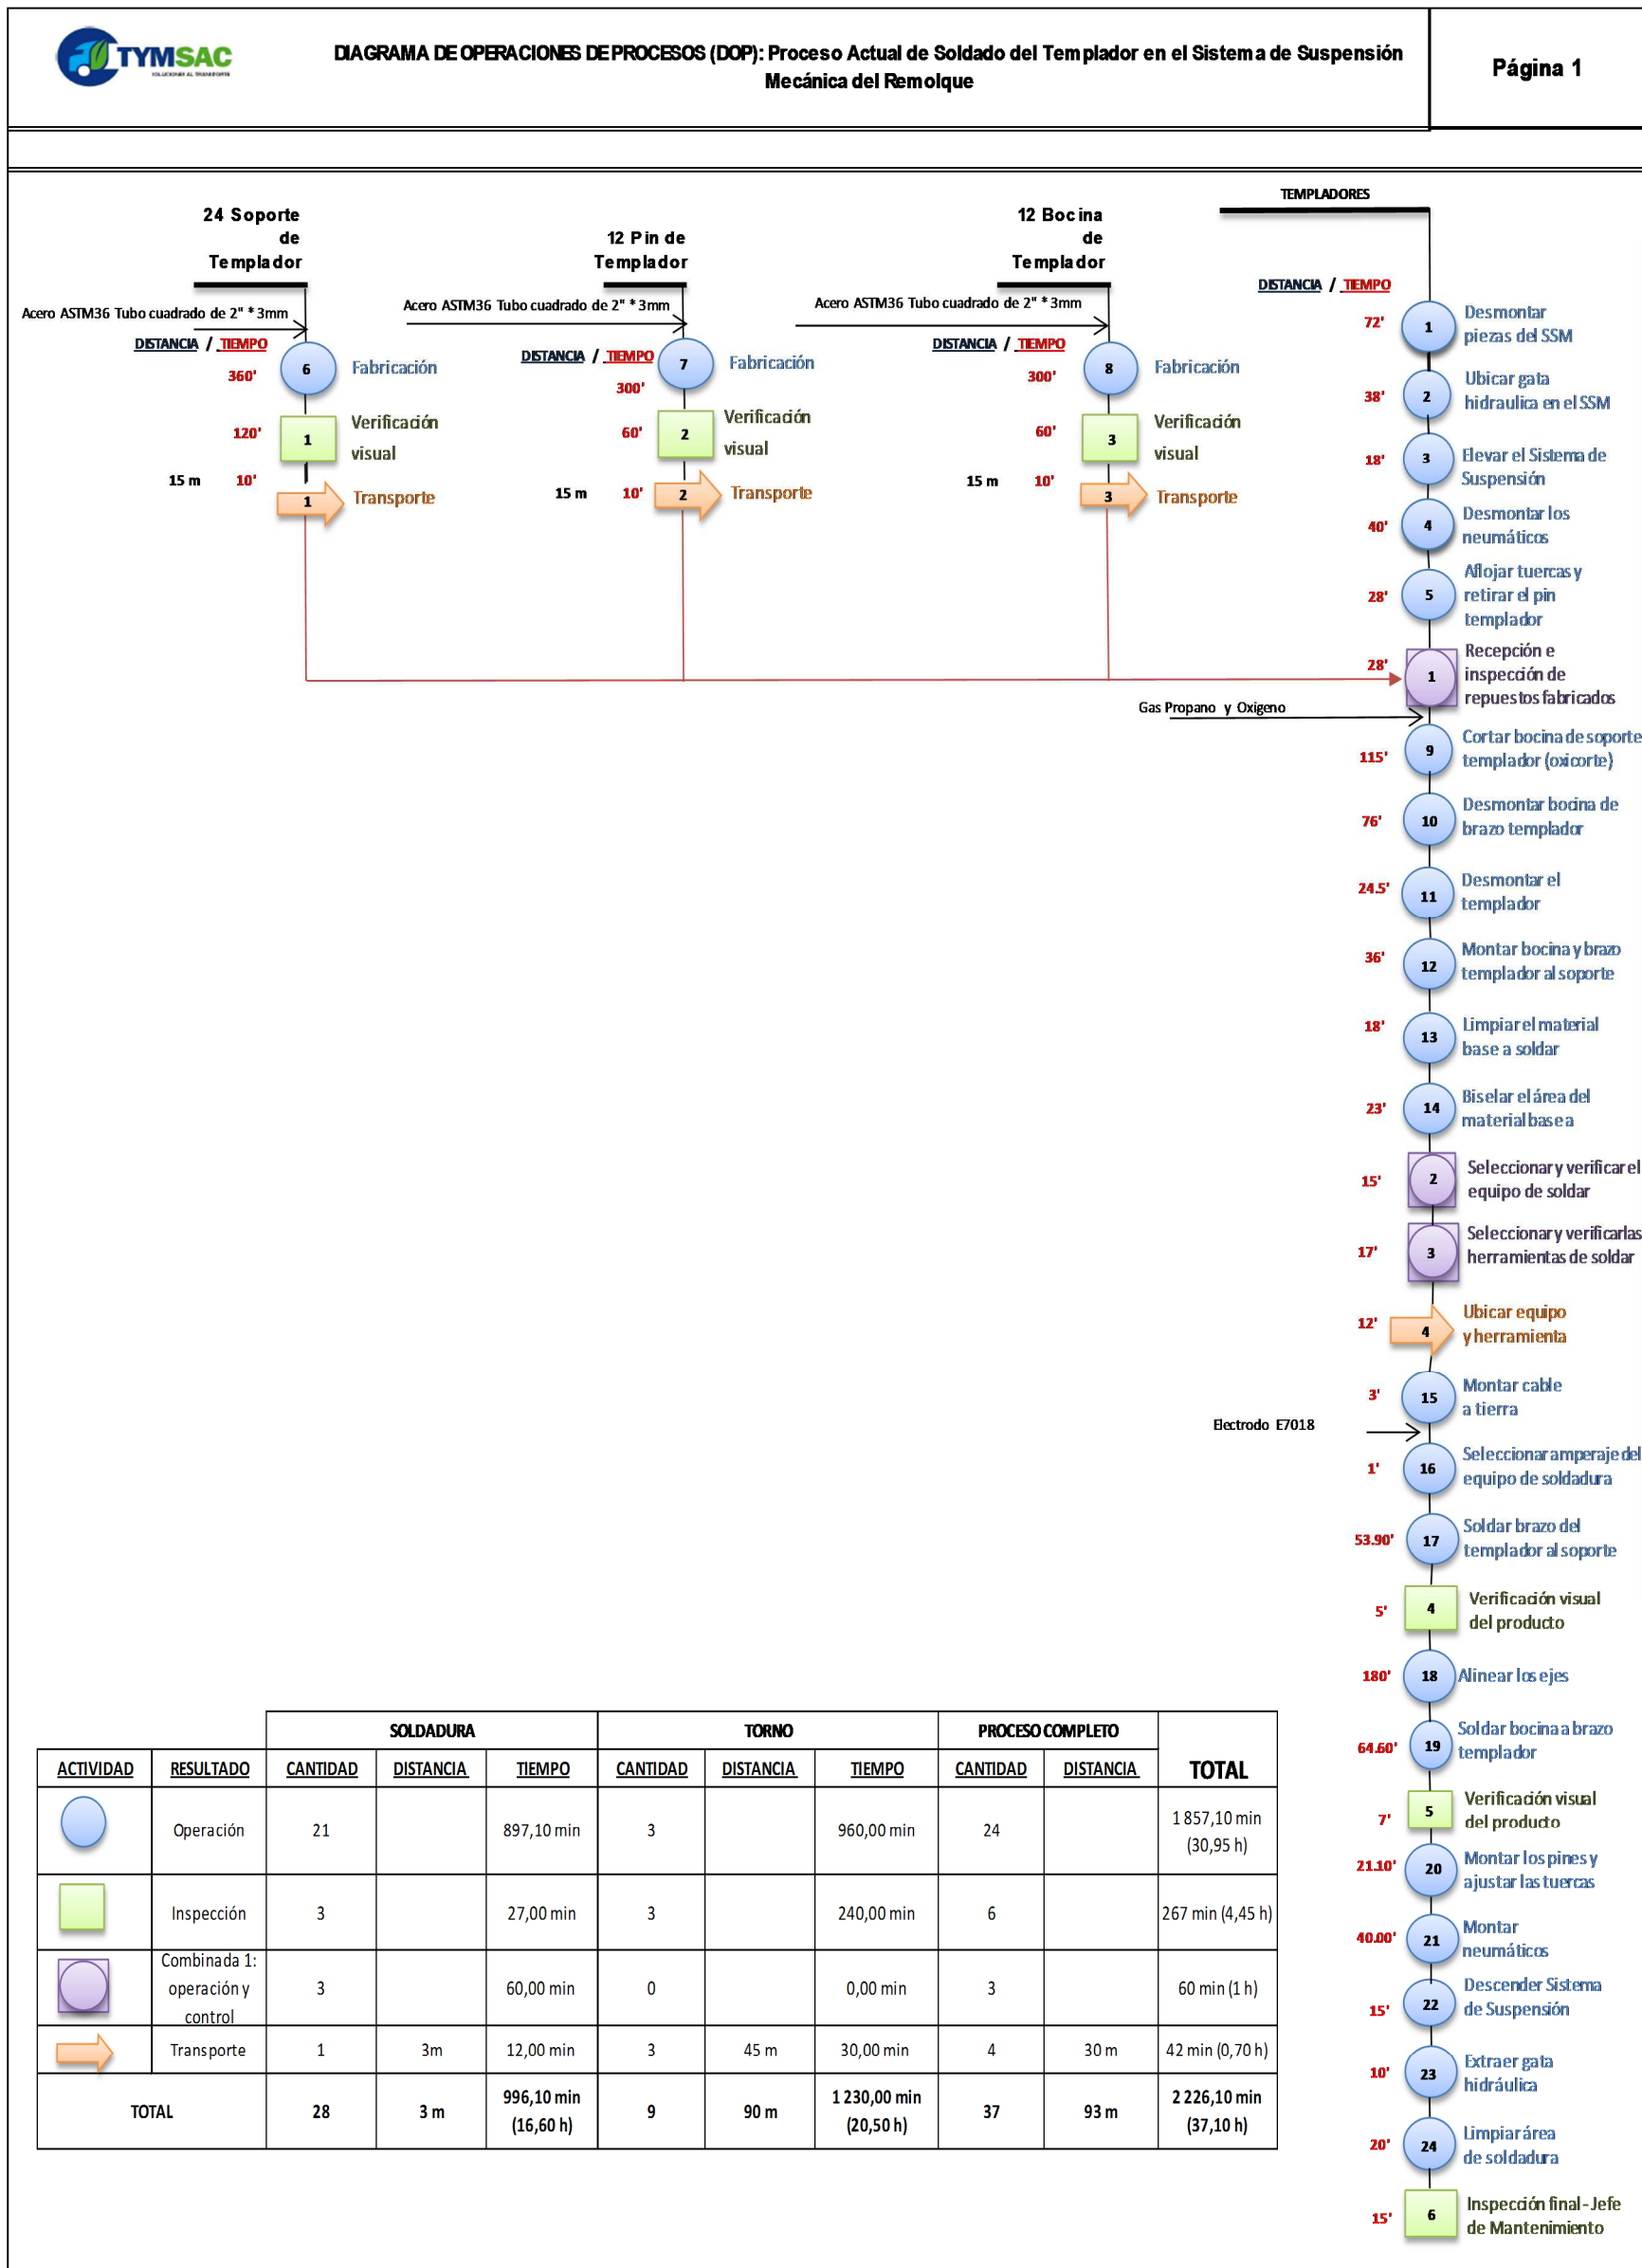 TYMSAC
SOLUCIONES AL TRANSPORTE
DIAGRAMA DE OPERACIONES DE PROCESOS (DOP): Proceso Actual de Soldado del Templador en el Sistema de Suspensión
Mecánica del Remolque
Página 1
24 Soporte
de
Templador
Acero ASTM36 Tubo cuadrado de 2" * 3mm
DISTANCIA / TIEMPO
360'
6
Fabricación
120'
1
Verificación
visual
15 m
10'
1
Transporte
12 Pin de
Templador
Acero ASTM36 Tubo cuadrado de 2" * 3mm
DISTANCIA / TIEMPO
300'
7
Fabricación
60'
2
Verificación
visual
15 m
10'
2
Transporte
12 Bocina
de
Templador
Acero ASTM36 Tubo cuadrado de 2" * 3mm
DISTANCIA / TIEMPO
300'
8
Fabricación
60'
3
Verificación
visual
15 m
10'
3
Transporte
TEMPLADORES
DISTANCIA / TIEMPO
72'
1
Desmontar
piezas del SSM
38'
2
Ubicar gata
hidraulica en el SSM
18'
3
Elevar el Sistema de
Suspensión
40'
4
Desmontar los
neumáticos
28'
5
Aflojar tuercas y
retirar el pin
templador
28'
1
Recepción e
inspección de
repuestos fabricados
Gas Propano y Oxigeno
115'
9
Cortar bocina de soporte
templador (oxicorte)
76'
10
Desmontar bocina de
brazo templador
24.5'
11
Desmontar el
templador
36'
12
Montar bocina y brazo
templador al soporte
18'
13
Limpiar el material
base a soldar
23'
14
Biselar el área del
material base a
15'
2
Seleccionar y verificar el
equipo de soldar
17'
3
Seleccionar y verificar las
herramientas de soldar
12'
4
Ubicar equipo
y herramienta
3'
15
Montar cable
a tierra
Electrodo E7018
1'
16
Seleccionar amperaje del
equipo de soldadura
53.90'
17
Soldar brazo del
templador al soporte
5'
4
Verificación visual
del producto
180'
18
Alinear los ejes
64.60'
19
Soldar bocina a brazo
templador
7'
5
Verificación visual
del producto
21.10'
20
Montar los pines y
ajustar las tuercas
40.00'
21
Montar
neumáticos
15'
22
Descender Sistema
de Suspensión
10'
23
Extraer gata
hidráulica
20'
24
Limpiar área
de soldadura
15'
6
Inspección final - Jefe
de Mantenimiento
SOLDADURA TORNO PROCESO COMPLETO TOTAL
ACTIVIDAD RESULTADO CANTIDAD DISTANCIA TIEMPO CANTIDAD DISTANCIA TIEMPO CANTIDAD DISTANCIA
Operación 21 897,10 min 3 960,00 min 24 1 857,10 min
(30,95 h)
Inspección 3 27,00 min 3 240,00 min 6 267 min (4,45 h)
Combinada 1:
operación y
control
3 60,00 min 0 0,00 min 3 60 min (1 h)
Transporte 1 3m 12,00 min 3 45 m 30,00 min 4 30 m 42 min (0,70 h)
TOTAL 28 3 m 996,10 min
(16,60 h)
9 90 m 1 230,00 min
(20,50 h)
37 93 m 2 226,10 min
(37,10 h)